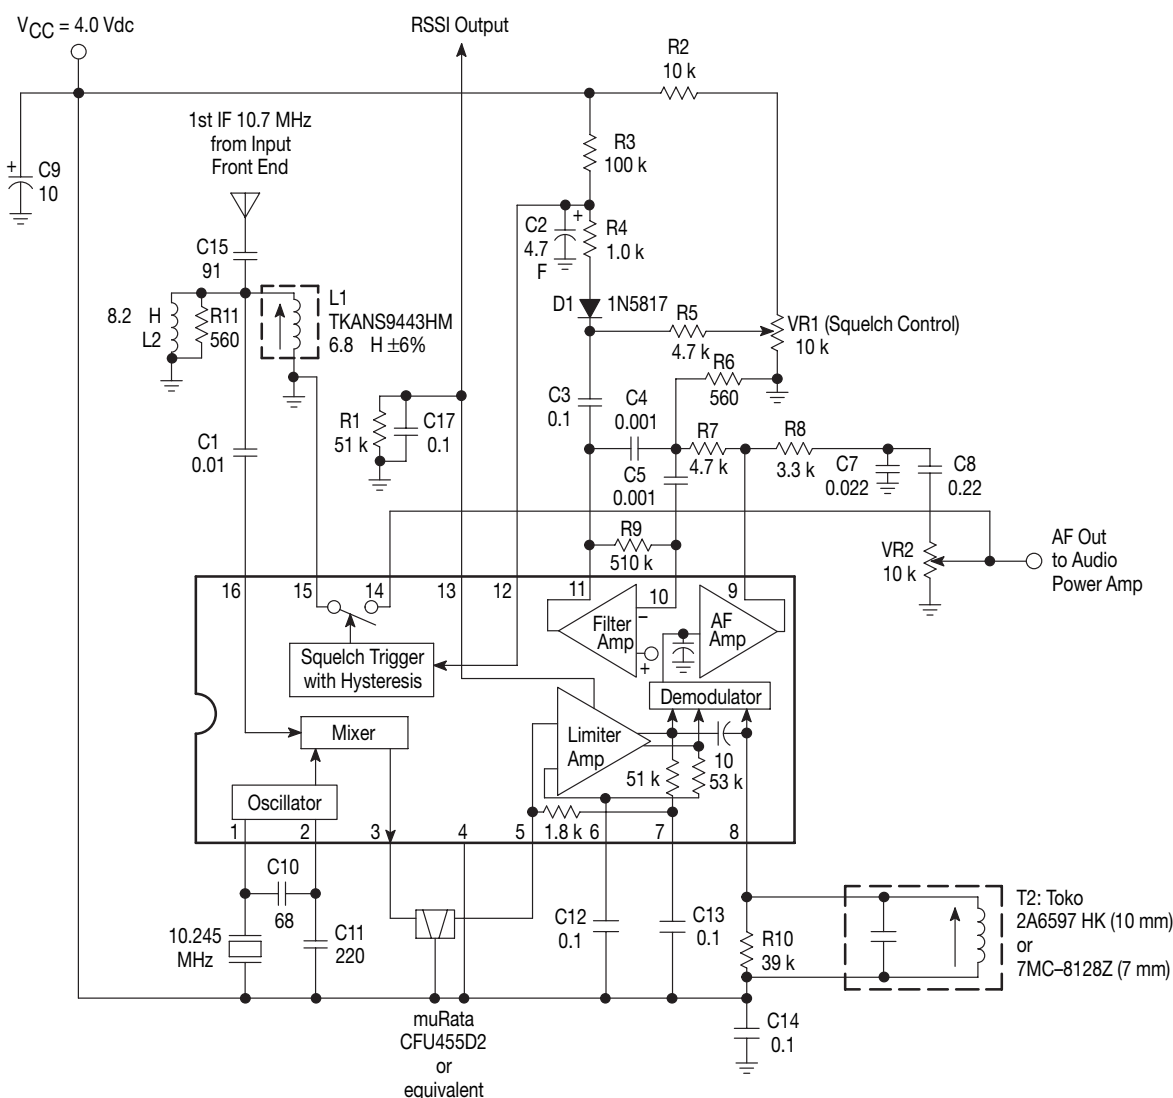 VCC = 4.0 Vdc
RSSI Output
R2
10 k
1st IF 10.7 MHz
from Input
Front End
+
C9
10
R3
100 k
C2
4.7
F
+
R4
1.0 k
C15
91
8.2 H
L2
R11
560
L1
TKANS9443HM
6.8 H ±6%
D1
1N5817
R5
4.7 k
VR1 (Squelch Control)
10 k
R6
560
C3
0.1
C4
0.001
R1
51 k
C17
0.1
C1
0.01
R7
4.7 k
R8
3.3 k
C5
0.001
C7
0.022
C8
0.22
R9
510 k
VR2
10 k
AF Out
to Audio
Power Amp
16
15
14
13
12
11
10
9
Filter
Amp
–
+
AF
Amp
Squelch Trigger
with Hysteresis
Demodulator
Mixer
Limiter
Amp
10
51 k
53 k
Oscillator
1.8 k
1
2
3
4
5
6
7
8
C10
68
10.245
MHz
C11
220
C12
0.1
C13
0.1
R10
39 k
T2: Toko
2A6597 HK (10 mm)
or
7MC–8128Z (7 mm)
C14
0.1
muRata
CFU455D2
or
equivalent